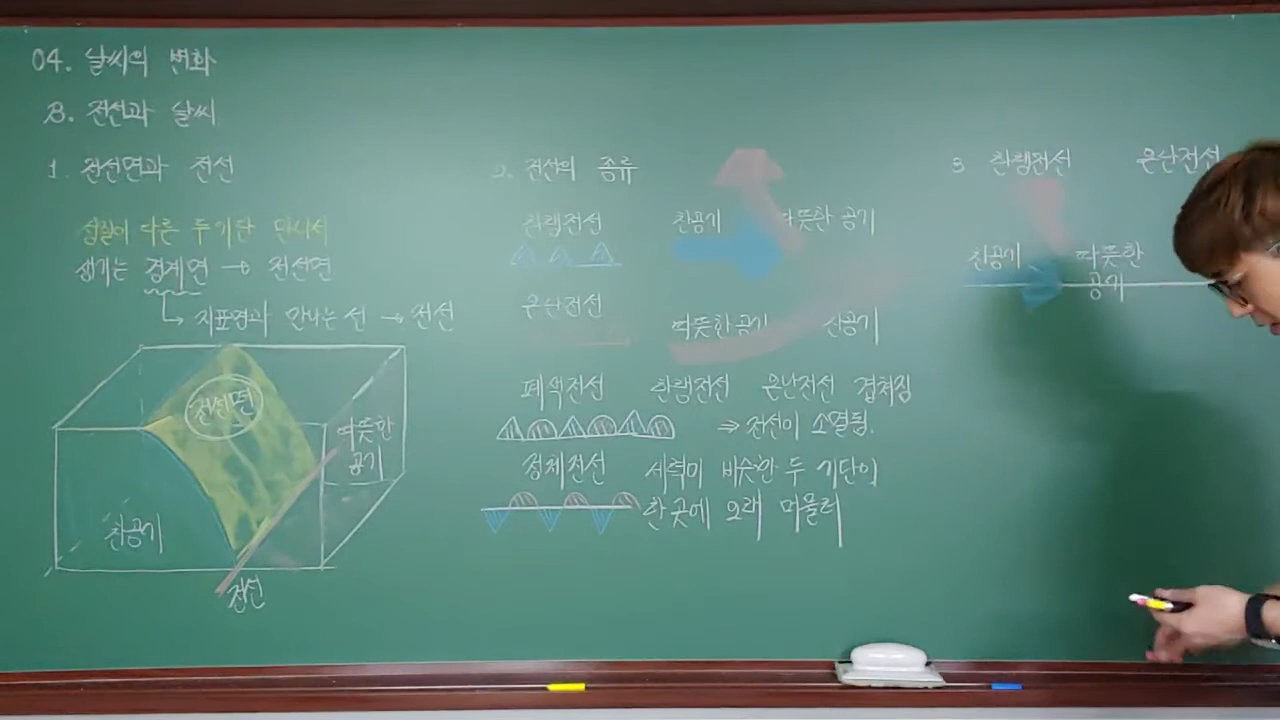 04. 날씨의 변화
B. 전선과 날씨
1. 전선면과 전선
성질이 다른 두 기단 만나서
생기는 경계면 → 전선면
↳ 지표면과 만나는 선 → 전선
전선면
따뜻한
공기
찬공기
전선
2. 전선의 종류
한랭전선 찬공기 따뜻한 공기
온난전선 따뜻한 공기 찬공기
폐색전선 한랭전선 온난전선 겹쳐짐
⇒ 전선이 소멸됨.
정체전선 세력이 비슷한 두 기단이
한 곳에 오래 머물러
3 한랭전선 온난전선
찬공기 따뜻한
공기